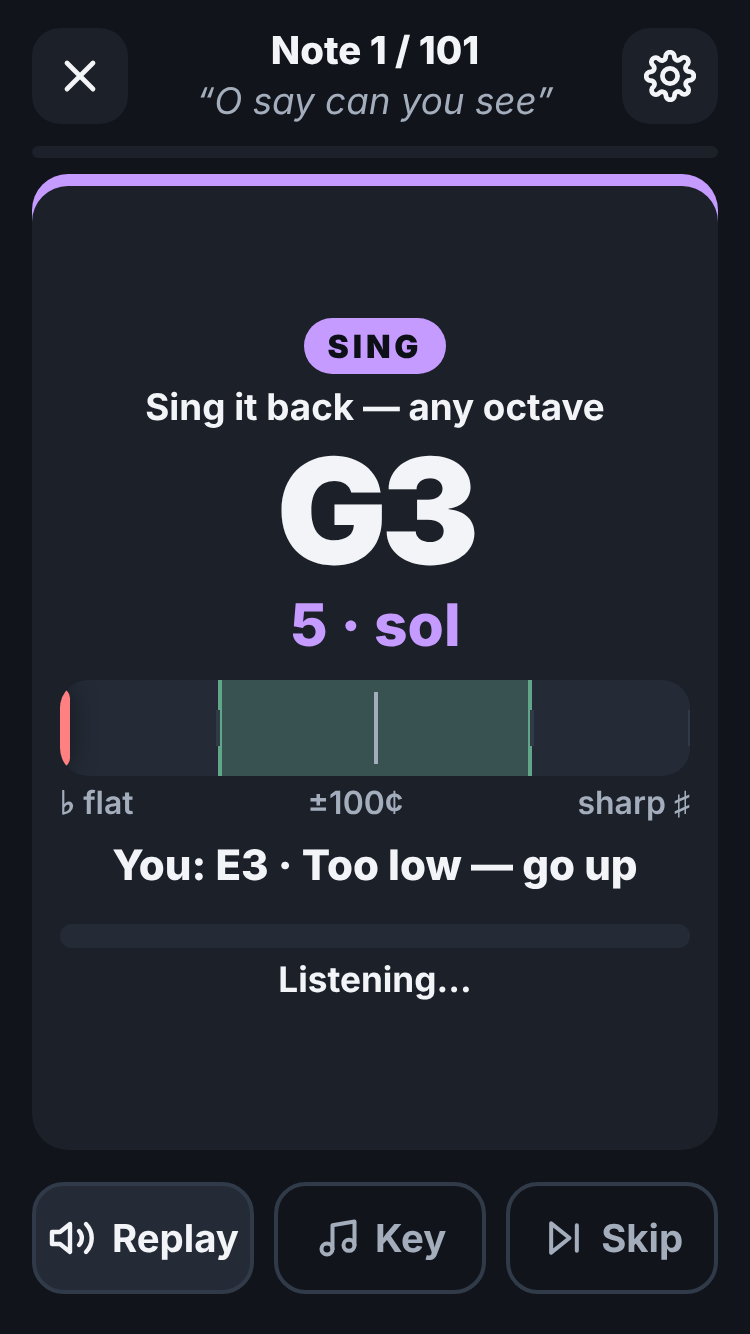 Note 1 / 101
“O say can you see”
SING
Sing it back — any octave
G3
5 · sol
♭ flat ±100¢ sharp ♯
You: E3 · Too low — go up
Listening…
Replay Key Skip